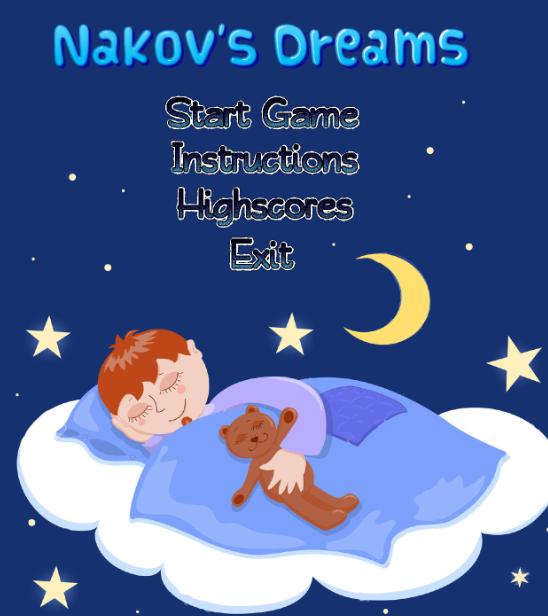 Nakov's Dreams
Start Game
Instructions
Highscores
Exit